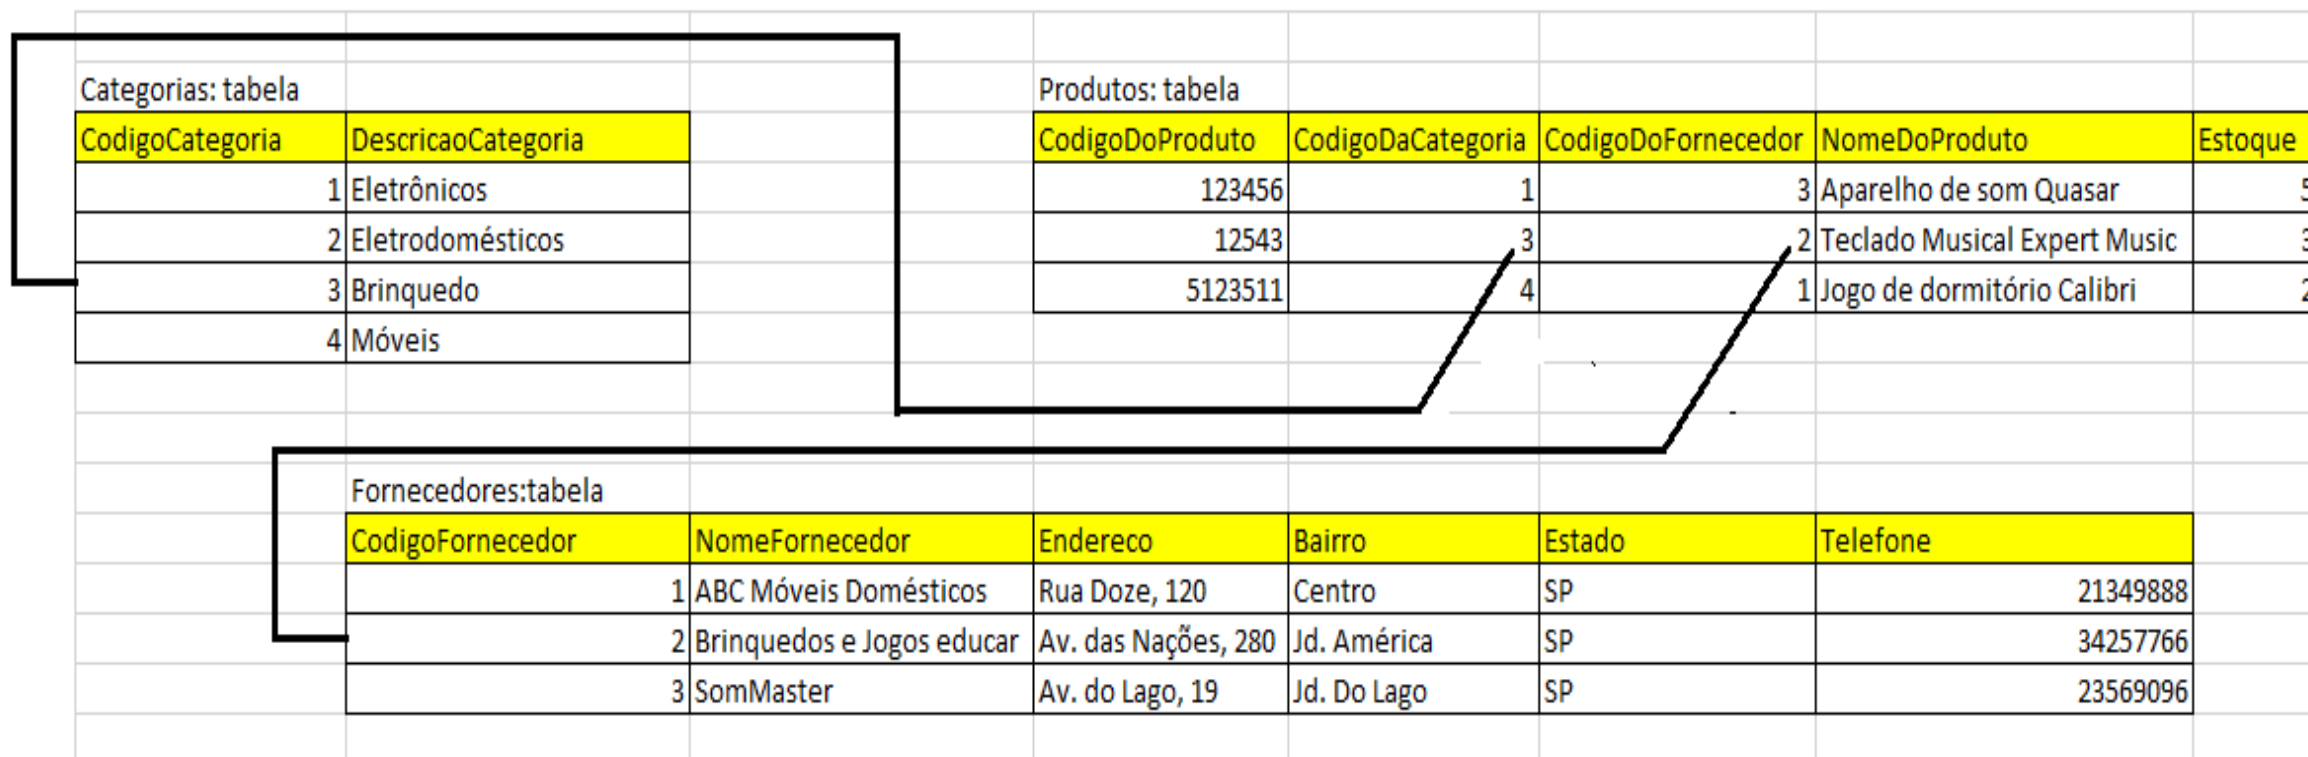 Categorias: tabela
CodigoCategoria DescricaoCategoria
1 Eletrônicos
2 Eletrodomésticos
3 Brinquedo
4 Móveis
Produtos: tabela
CodigoDoProduto CodigoDaCategoria CodigoDoFornecedor NomeDoProduto Estoque
123456 1 3 Aparelho de som Quasar
12543 3 2 Teclado Musical Expert Music
5123511 4 1 Jogo de dormitório Calibri
Fornecedores:tabela
CodigoFornecedor NomeFornecedor Endereco Bairro Estado Telefone
1 ABC Móveis Domésticos Rua Doze, 120 Centro SP 21349888
2 Brinquedos e Jogos educar Av. das Nações, 280 Jd. América SP 34257766
3 SomMaster Av. do Lago, 19 Jd. Do Lago SP 23569096